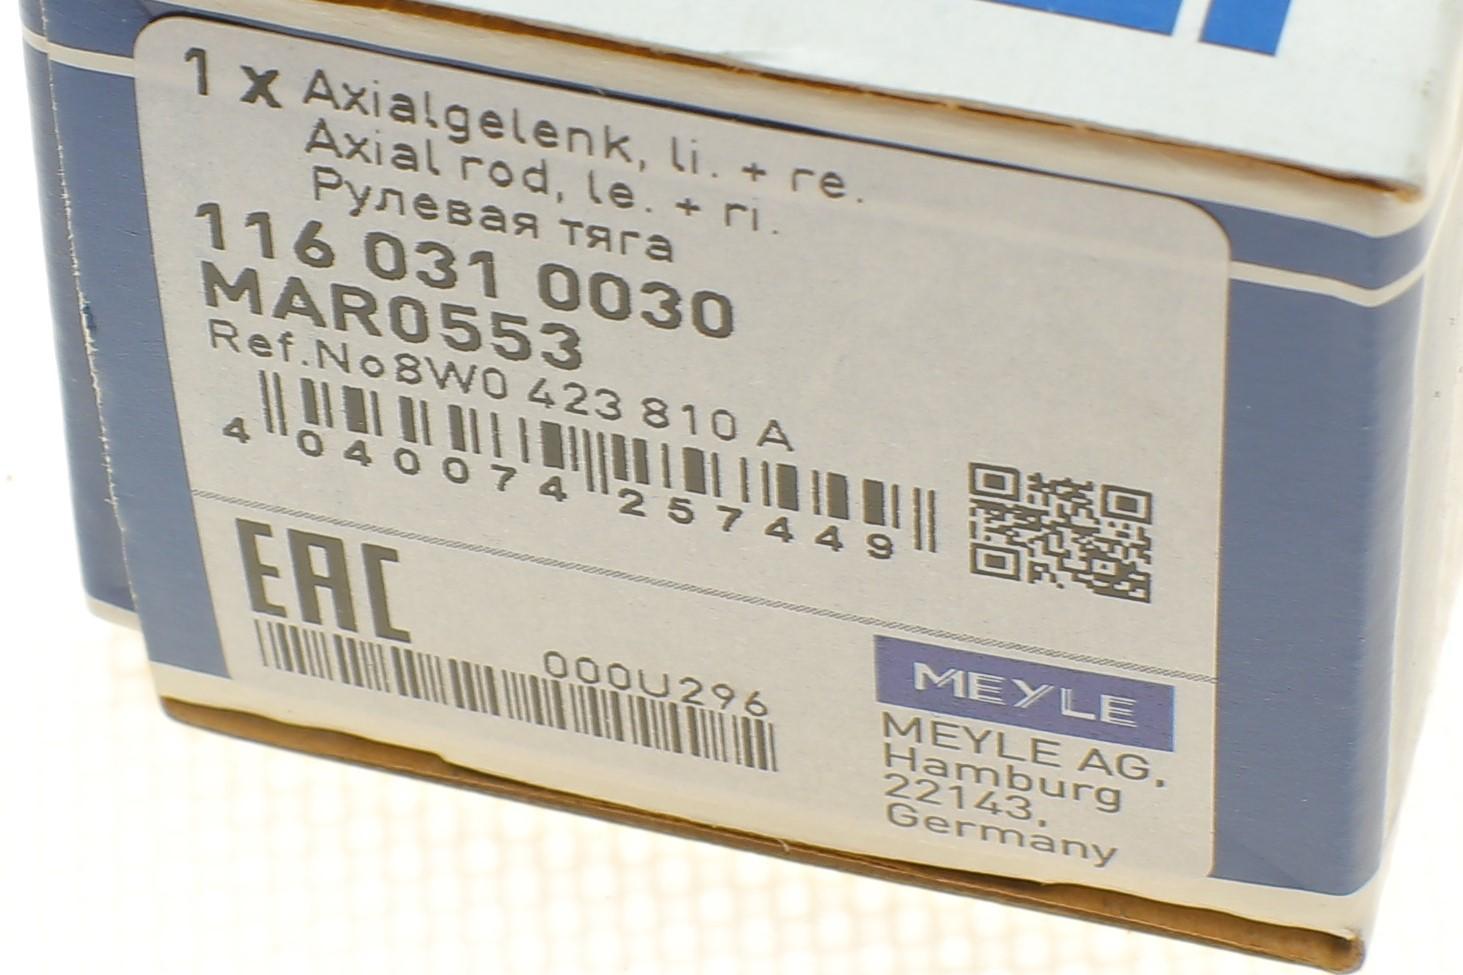 1 x Axialgelenk, li. + re.
Axial rod, le. + ri.
Рулевая тяга
116 031 0030
MAR0553
Ref.No8W0 423 810 A
4 040074 257449
EAC
000U296
MEYLE
MEYLE AG,
Hamburg
22143,
Germany